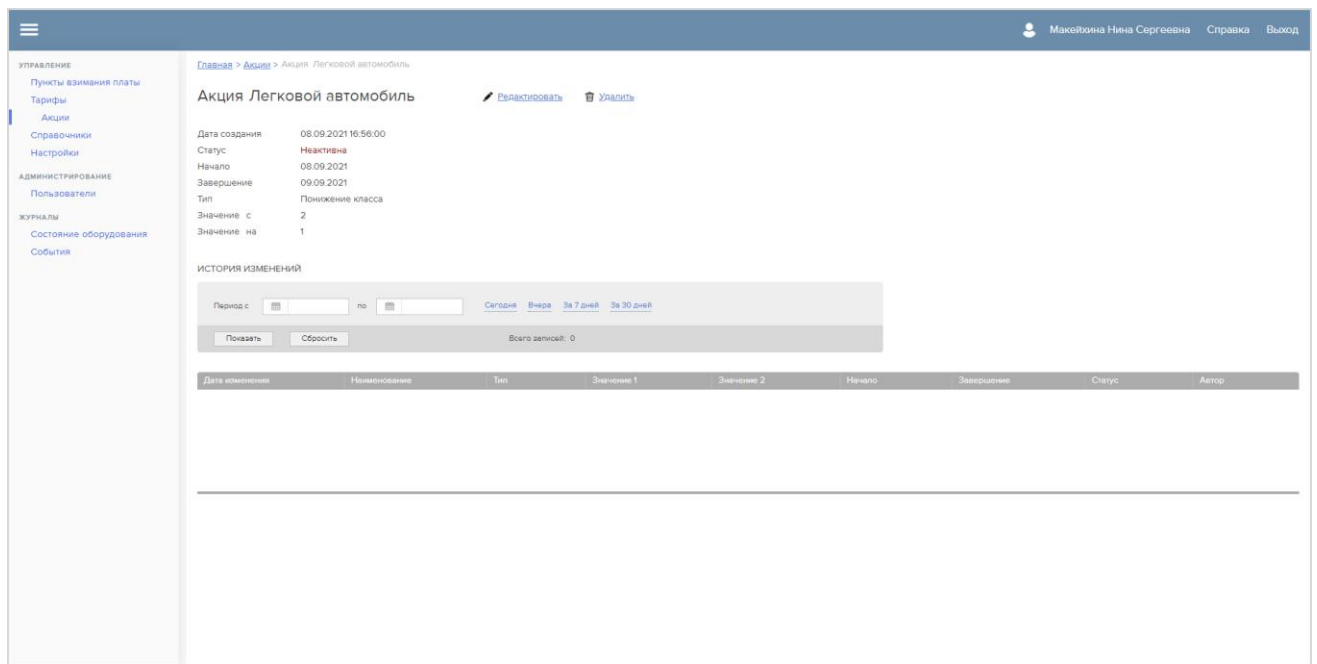 Макейхина Нина Сергеевна Справка Выход
УПРАВЛЕНИЕ
Пункты взимания платы
Тарифы
Акции
Справочники
Настройки
АДМИНИСТРИРОВАНИЕ
Пользователи
ЖУРНАЛЫ
Состояние оборудования
События
Главная > Акции > Акция Легковой автомобиль
Акция Легковой автомобиль Редактировать Удалить
Дата создания 08.09.2021 16:56:00
Статус Неактивна
Начало 08.09.2021
Завершение 09.09.2021
Тип Понижение класса
Значение с 2
Значение на 1
ИСТОРИЯ ИЗМЕНЕНИЙ
Период с по Сегодня Вчера За 7 дней За 30 дней
Показать Сбросить Всего записей: 0
Дата изменения Наименование Тип Значение 1 Значение 2 Начало Завершение Статус Автор